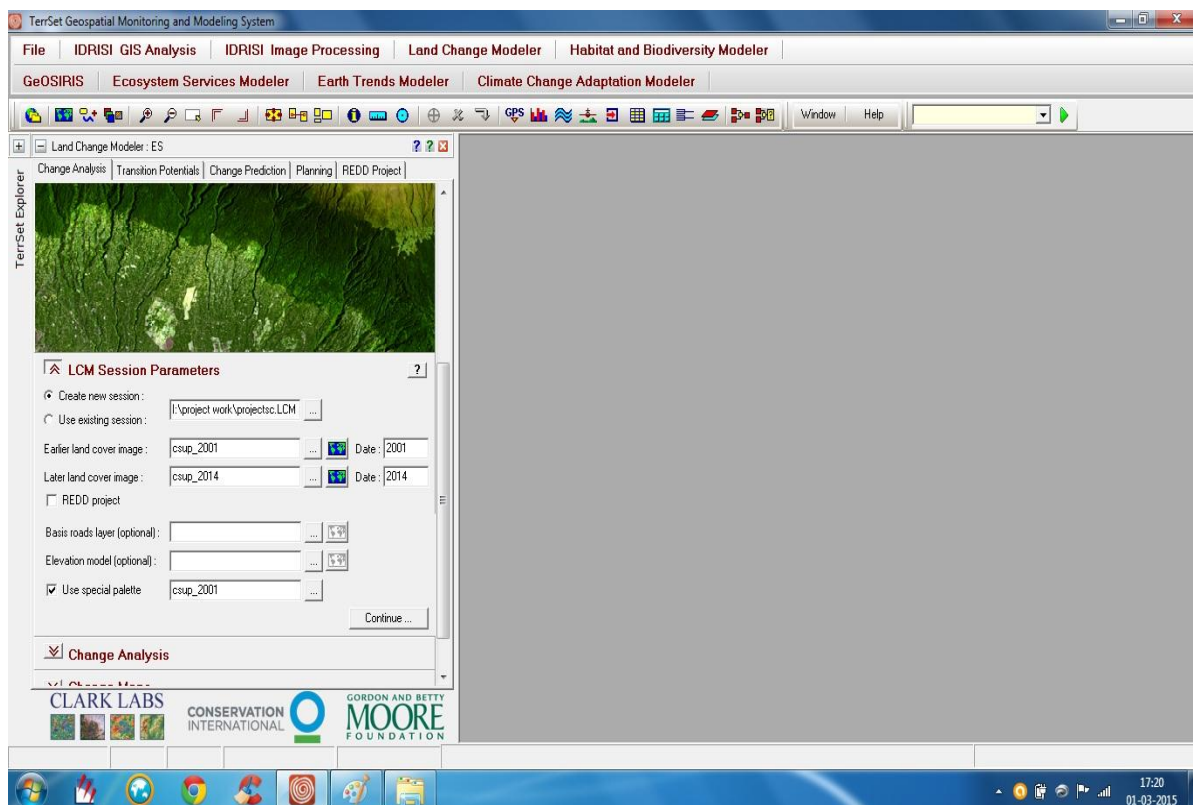 TerrSet Geospatial Monitoring and Modeling System
File IDRISI GIS Analysis IDRISI Image Processing Land Change Modeler Habitat and Biodiversity Modeler
GeOSIRIS Ecosystem Services Modeler Earth Trends Modeler Climate Change Adaptation Modeler
GPS Window Help
TerrSet Explorer
Land Change Modeler : ES ? ?
Change Analysis Transition Potentials Change Prediction Planning REDD Project
LCM Session Parameters ?
Create new session :
I:\project work\projectsc.LCM ...
Use existing session :
Earlier land cover image : csup_2001 ... Date : 2001
Later land cover image : csup_2014 ... Date : 2014
REDD project
Basis roads layer (optional) : ...
Elevation model (optional) : ...
Use special palette csup_2001 ...
Continue ...
Change Analysis
CLARK LABS
CONSERVATION INTERNATIONAL
GORDON AND BETTY
MOORE
FOUNDATION
17:20
01-03-2015